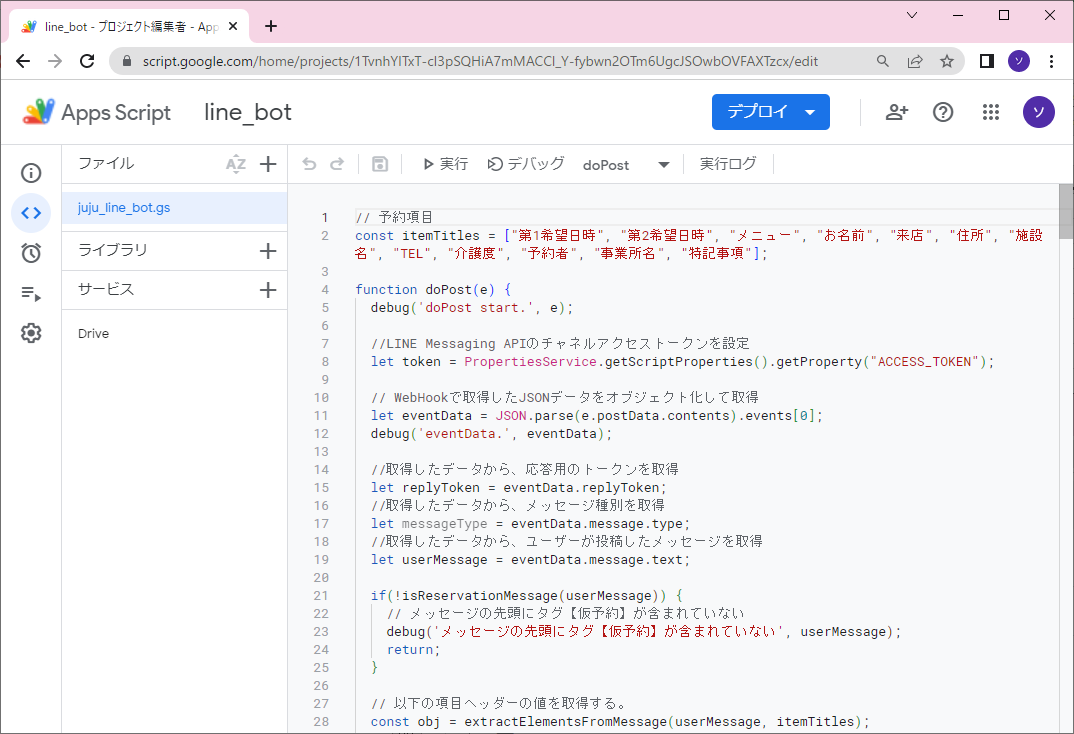 line_bot - プロジェクト編集者 - App
script.google.com/home/projects/1TvnhYITxT-cI3pSQHiA7mMACCI_Y-fybwn2OTm6UgcJSOwbOVFAXTzcx/edit
ソ
Apps Script
line_bot
デプロイ
ソ
ファイル
AZ
実行
デバッグ
doPost
実行ログ
juju_line_bot.gs
ライブラリ
サービス
Drive
1 // 予約項目
2 const itemTitles = ["第1希望日時", "第2希望日時", "メニュー", "お名前", "来店", "住所", "施設
名", "TEL", "介護度", "予約者", "事業所名", "特記事項"];
3
4 function doPost(e) {
5 debug('doPost start.', e);
6
7 //LINE Messaging APIのチャネルアクセストークンを設定
8 let token = PropertiesService.getScriptProperties().getProperty("ACCESS_TOKEN");
9
10 // WebHookで取得したJSONデータをオブジェクト化して取得
11 let eventData = JSON.parse(e.postData.contents).events[0];
12 debug('eventData.', eventData);
13
14 //取得したデータから、応答用のトークンを取得
15 let replyToken = eventData.replyToken;
16 //取得したデータから、メッセージ種別を取得
17 let messageType = eventData.message.type;
18 //取得したデータから、ユーザーが投稿したメッセージを取得
19 let userMessage = eventData.message.text;
20
21 if(!isReservationMessage(userMessage)) {
22 // メッセージの先頭にタグ【仮予約】が含まれていない
23 debug('メッセージの先頭にタグ【仮予約】が含まれていない', userMessage);
24 return;
25 }
26
27 // 以下の項目ヘッダーの値を取得する。
28 const obj = extractElementsFromMessage(userMessage, itemTitles);